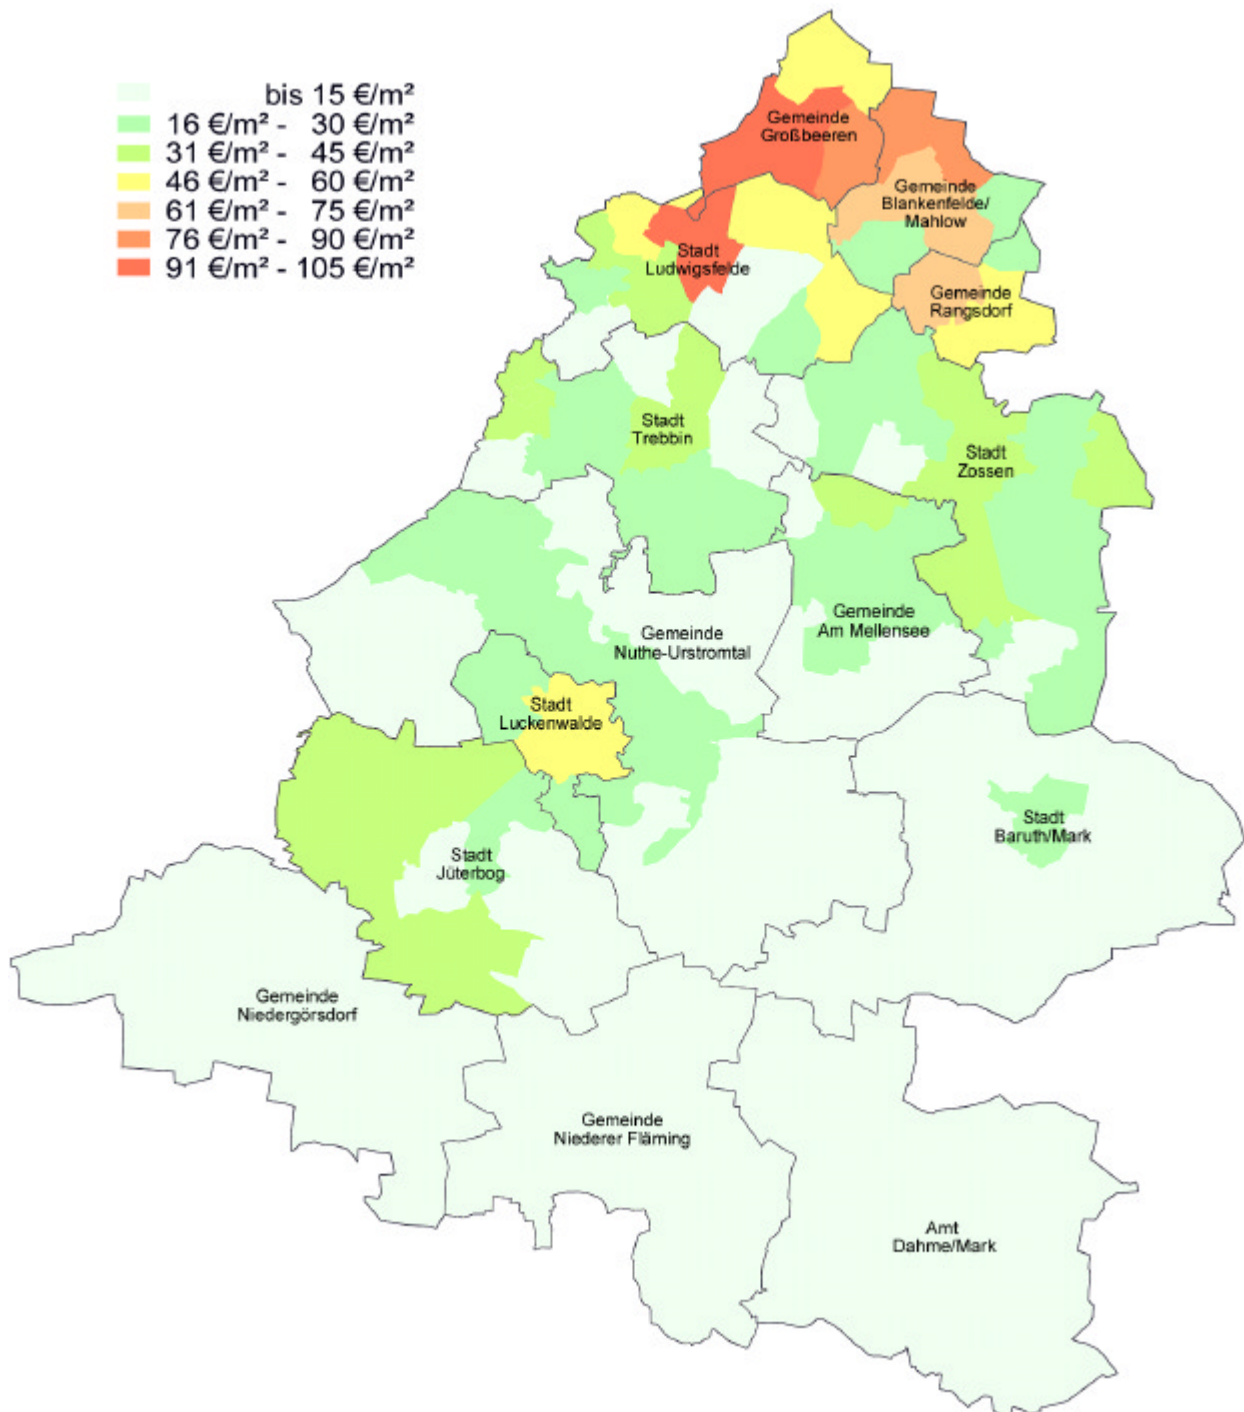 bis 15 €/m²
16 €/m² - 30 €/m²
31 €/m² - 45 €/m²
46 €/m² - 60 €/m²
61 €/m² - 75 €/m²
76 €/m² - 90 €/m²
91 €/m² - 105 €/m²
Gemeinde
Großbeeren
Gemeinde
Blankenfelde/
Mahlow
Stadt
Ludwigsfelde
Gemeinde
Rangsdorf
Stadt
Trebbin
Stadt
Zossen
Gemeinde
Am Mellensee
Gemeinde
Nuthe-Urstromtal
Stadt
Luckenwalde
Stadt
Baruth/Mark
Stadt
Jüterbog
Gemeinde
Niedergörsdorf
Gemeinde
Niederer Fläming
Amt
Dahme/Mark